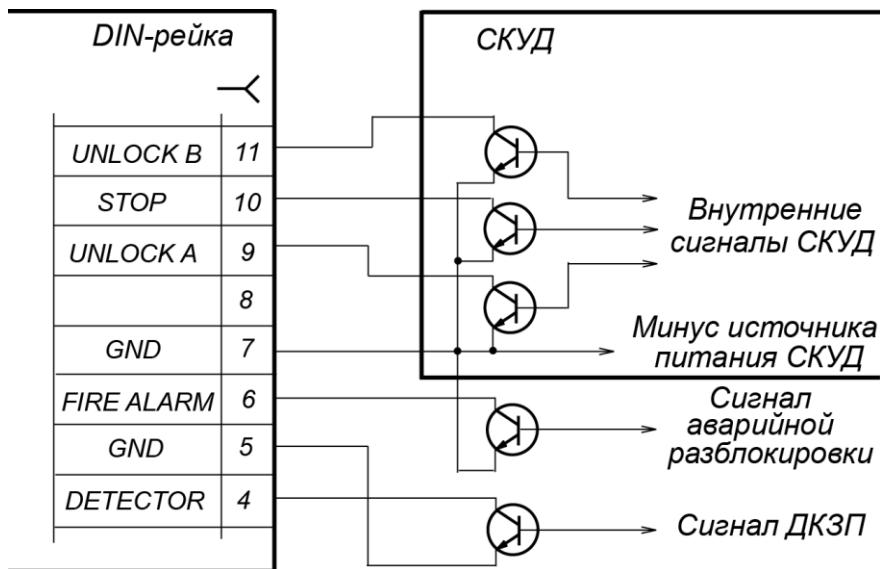 DIN-рейка
UNLOCK B 11
STOP 10
UNLOCK A 9
8
GND 7
FIRE ALARM 6
GND 5
DETECTOR 4
СКУД
Внутренние
сигналы СКУД
Минус источника
питания СКУД
Сигнал
аварийной
разблокировки
Сигнал ДКЗП